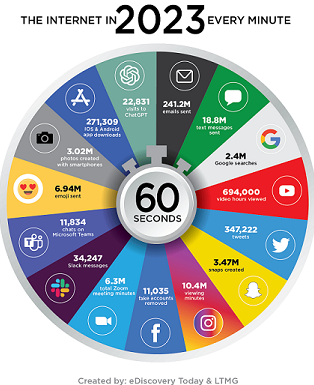 THE INTERNET IN 2023 EVERY MINUTE
22,831
visits to
ChatGPT
241.2M
emails sent
18.8M
text messages
sent
2.4M
Google searches
694,000
video hours viewed
347,222
tweets
3.47M
snaps created
10.4M
viewing
minutes
11,035
fake accounts
removed
6.3M
total Zoom
meeting minutes
34,247
Slack messages
11,834
chats on
Microsoft Teams
6.94M
emoji sent
3.02M
photos created
with smartphones
271,309
iOS & Android
app downloads
60
SECONDS
Created by: eDiscovery Today & LTMG